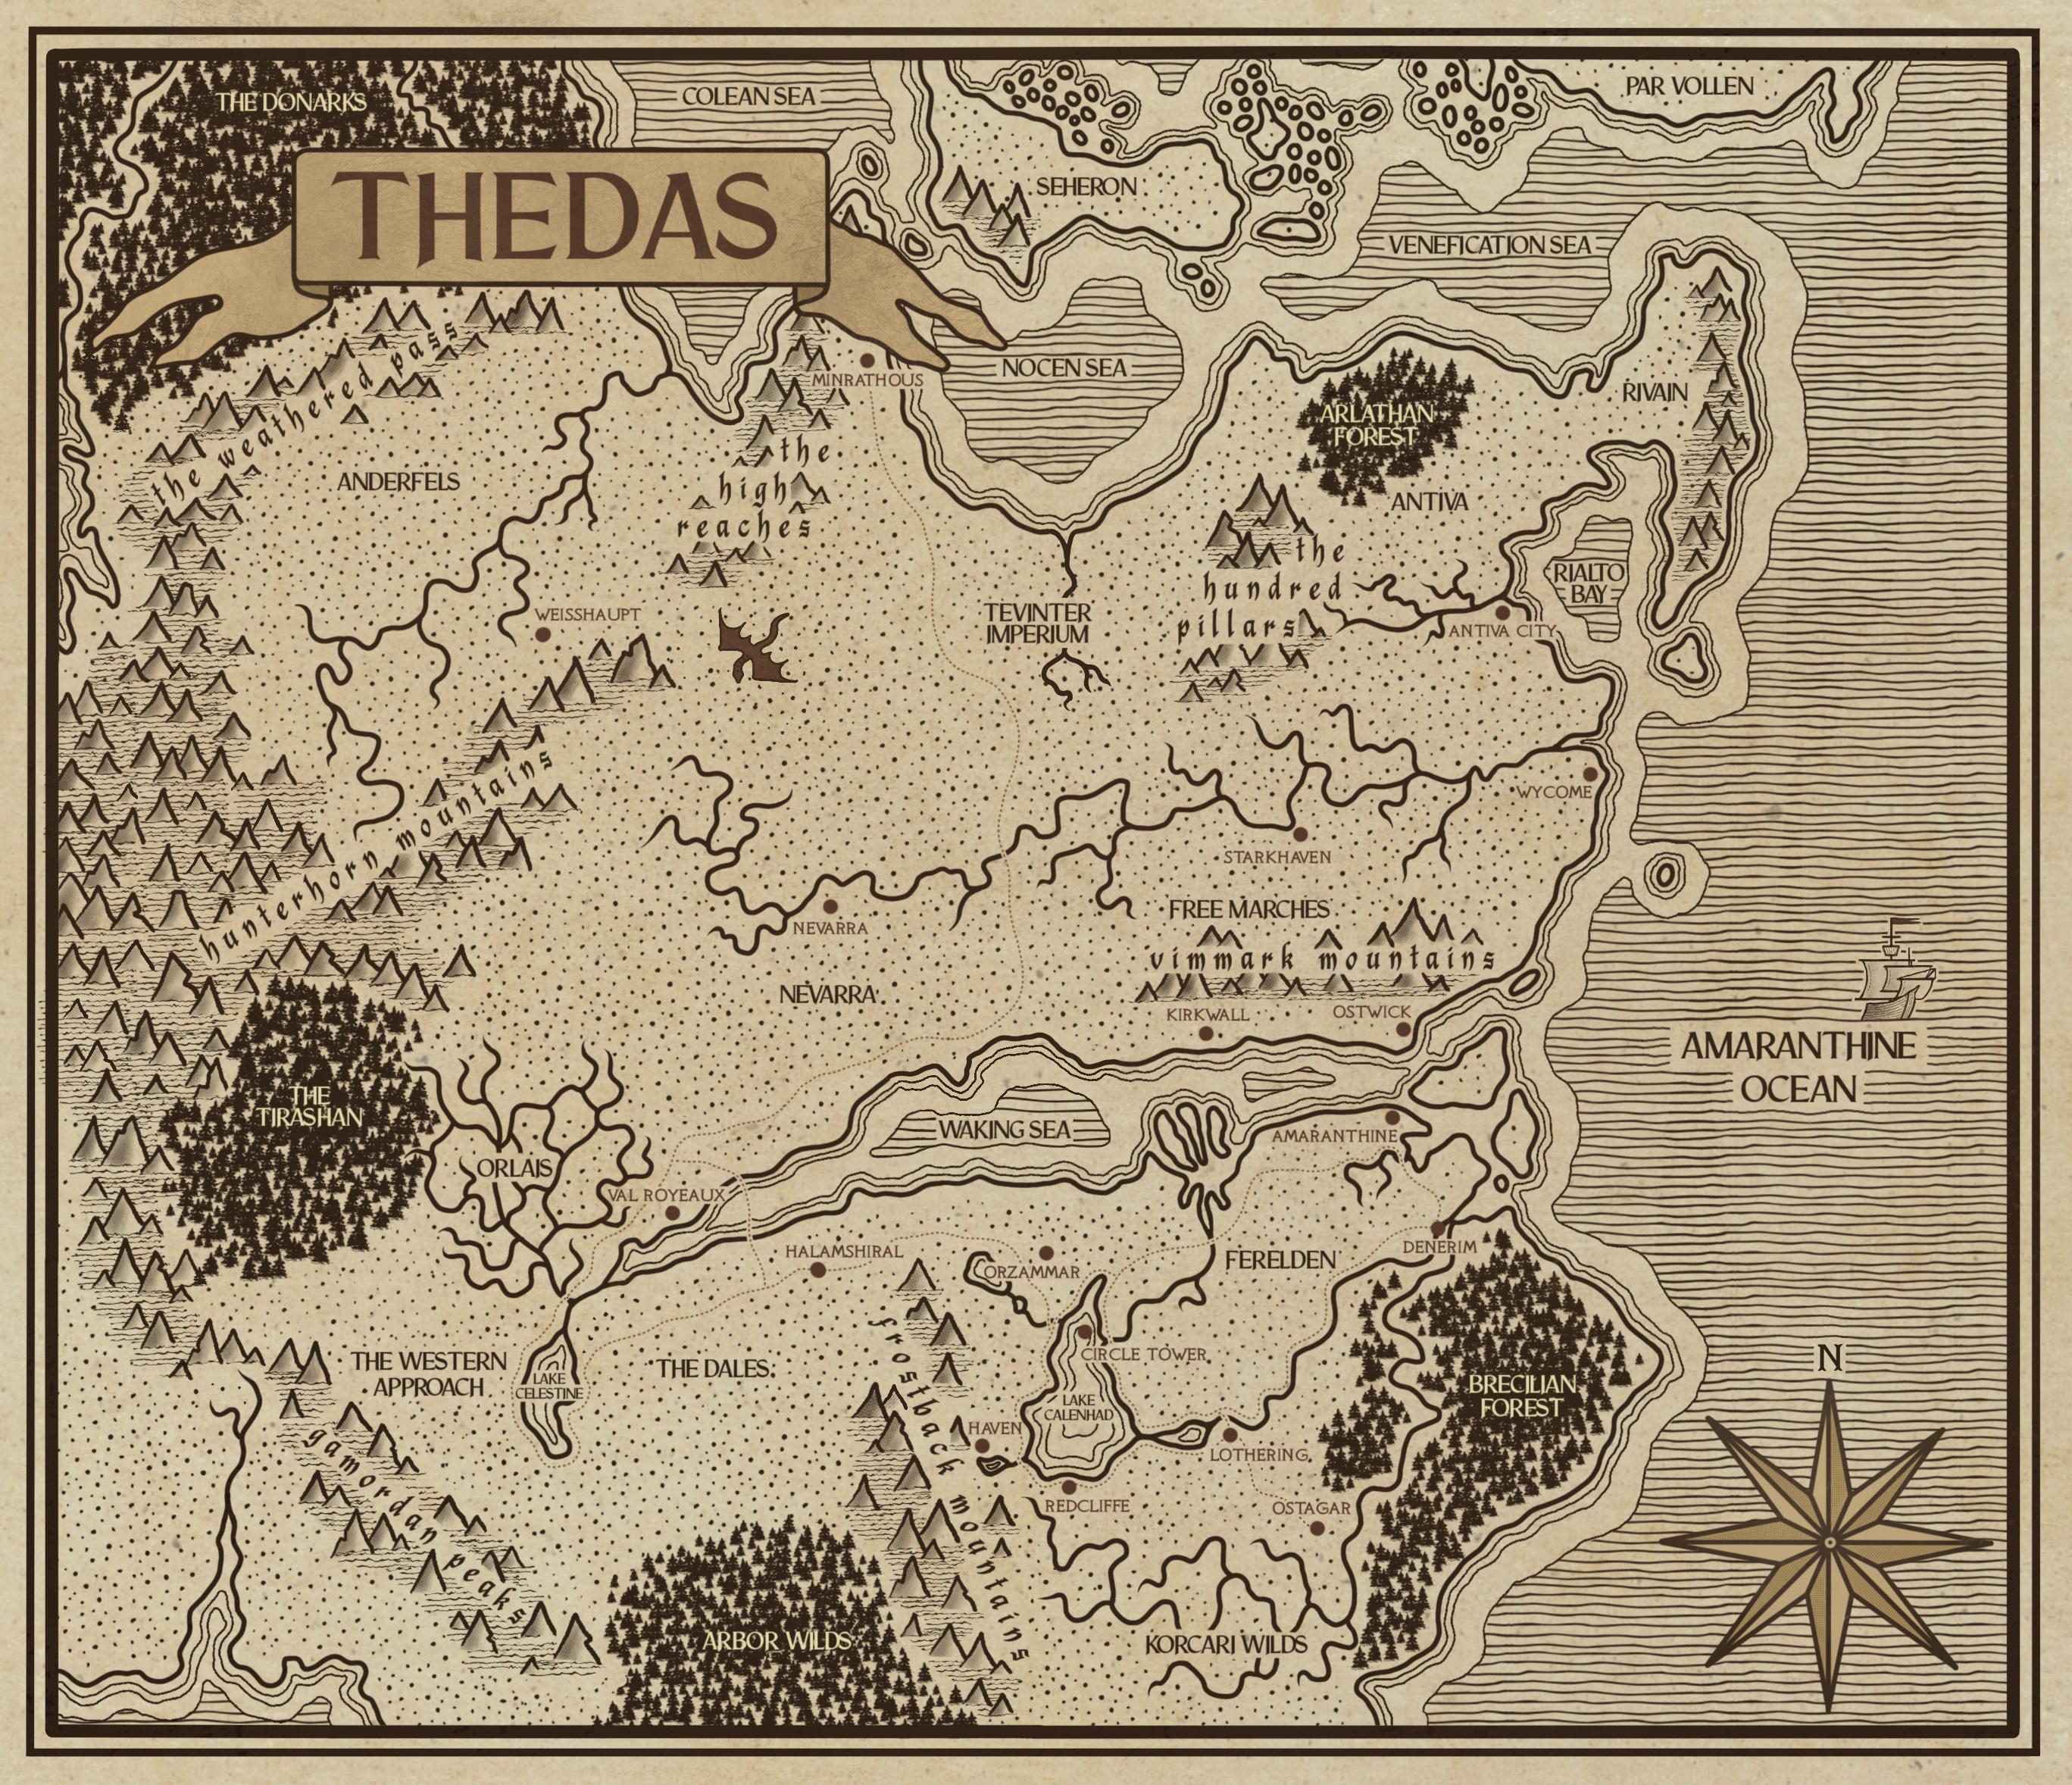 THE DONARKS
COLEAN SEA
PAR VOLLEN
THEDAS
SEHERON
VENEFICATION SEA
the weathered pass
MINRATHOUS
NOCEN SEA
RIVAIN
ARLATHAN
FOREST
ANDERFELS
the
high
reaches
ANTIVA
the
hundred
pillars
RIALTO
BAY
WEISSHAUPT
TEVINTER
IMPERIUM
ANTIVA CITY
hunterhorn mountains
WYCOME
STARKHAVEN
NEVARRA
FREE MARCHES
vimmark mountains
NEVARRA
KIRKWALL
OSTWICK
AMARANTHINE
OCEAN
THE
TIRASHAN
WAKING SEA
AMARANTHINE
ORLAIS
VAL ROYEAUX
HALAMSHIRAL
ORZAMMAR
FERELDEN
DENERIM
frostback mountains
THE WESTERN
APPROACH
LAKE
CELESTINE
THE DALES
CIRCLE TOWER
N
BRECILIAN
FOREST
LAKE
CALENHAD
HAVEN
LOTHERING
gamordan peaks
REDCLIFFE
OSTAGAR
ARBOR WILDS
KORCARI WILDS